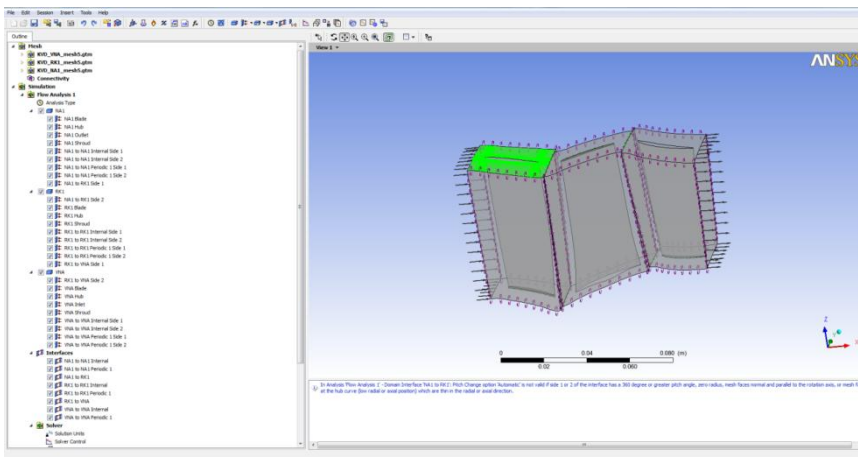 File Edit Session Insert Tools Help
Outline
Mesh
KVD_VNA_mesh5.gtm
KVD_RK1_mesh5.gtm
KVD_NA1_mesh5.gtm
Connectivity
Simulation
Flow Analysis 1
Analysis Type
NA1
NA1 Blade
NA1 Hub
NA1 Outlet
NA1 Shroud
NA1 to NA1 Internal Side 1
NA1 to NA1 Internal Side 2
NA1 to NA1 Periodic 1 Side 1
NA1 to NA1 Periodic 1 Side 2
NA1 to RK1 Side 1
RK1
NA1 to RK1 Side 2
RK1 Blade
RK1 Hub
RK1 Shroud
RK1 to RK1 Internal Side 1
RK1 to RK1 Internal Side 2
RK1 to RK1 Periodic 1 Side 1
RK1 to RK1 Periodic 1 Side 2
RK1 to VNA Side 1
VNA
RK1 to VNA Side 2
VNA Blade
VNA Hub
VNA Inlet
VNA Shroud
VNA to VNA Internal Side 1
VNA to VNA Internal Side 2
VNA to VNA Periodic 1 Side 1
VNA to VNA Periodic 1 Side 2
Interfaces
NA1 to NA1 Internal
NA1 to NA1 Periodic 1
NA1 to RK1
RK1 to RK1 Internal
RK1 to RK1 Periodic 1
RK1 to VNA
VNA to VNA Internal
VNA to VNA Periodic 1
Solver
Solution Units
Solver Control
View 1
ANSYS
Z
Y
X
0 0.04 0.080 (m)
0.02 0.060
In Analysis 'Flow Analysis 1' - Domain Interface 'NA1 to RK1': Pitch Change option 'Automatic' is not valid if side 1 or 2 of the interface has a 360 degree or greater pitch angle, zero radius, mesh faces normal and parallel to the rotation axis, or mesh f
at the hub curve (low radial or axial position) which are thin in the radial or axial direction.